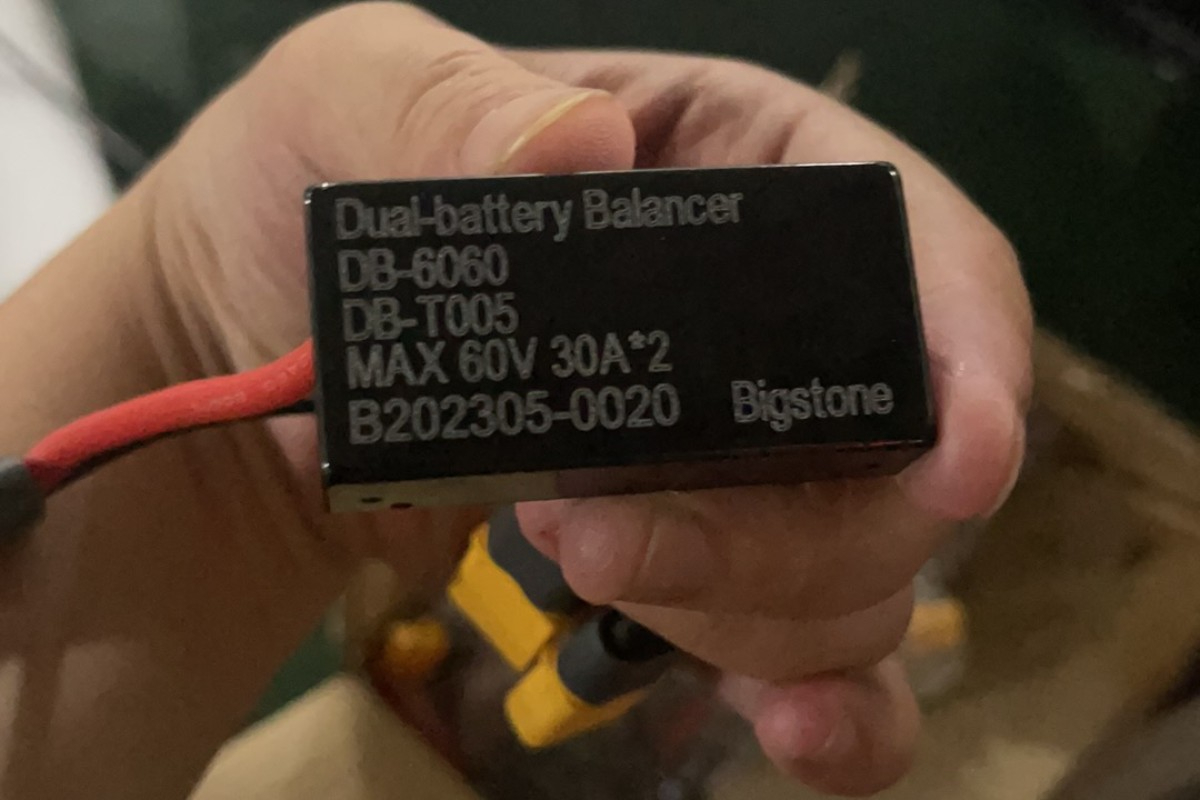 Dual-battery Balancer
DB-6060
DB-T005
MAX 60V 30A*2
B202305-0020 Bigstone